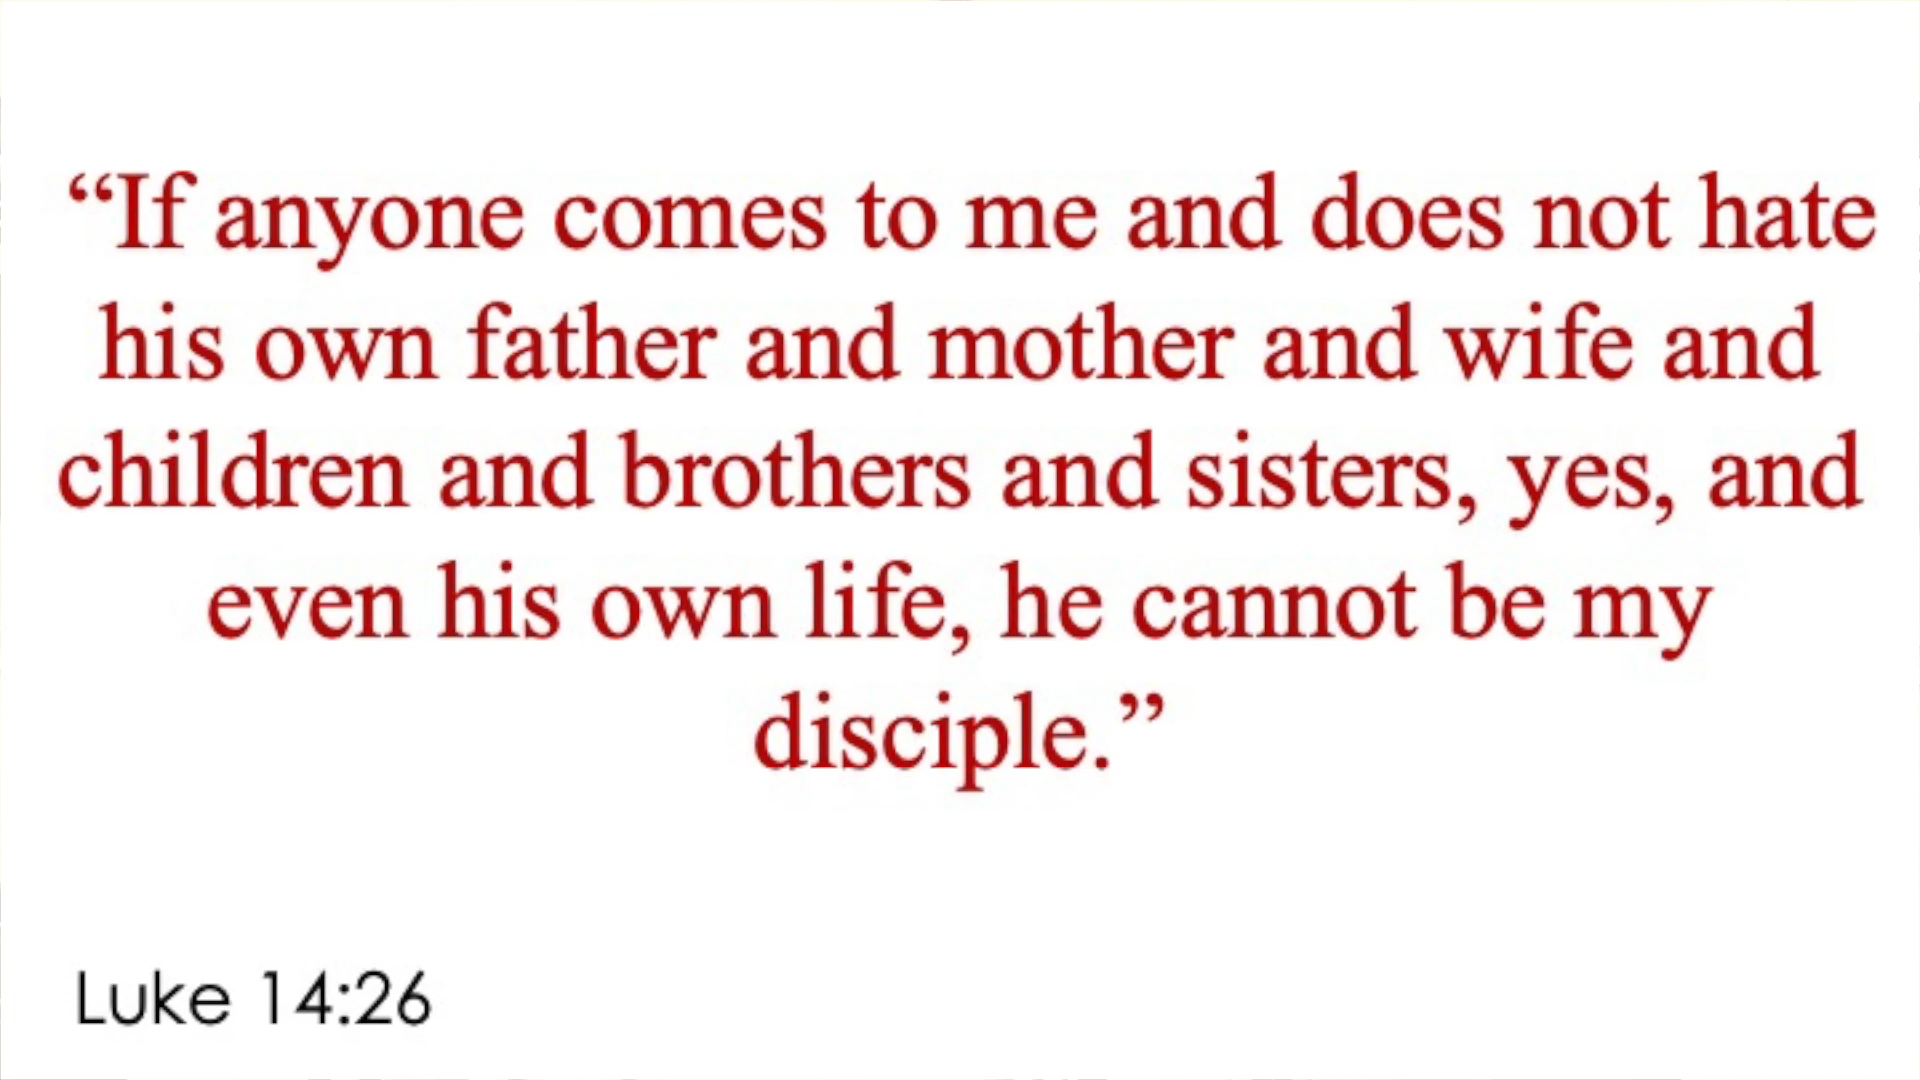 “If anyone comes to me and does not hate
his own father and mother and wife and
children and brothers and sisters, yes, and
even his own life, he cannot be my
disciple.”
Luke 14:26